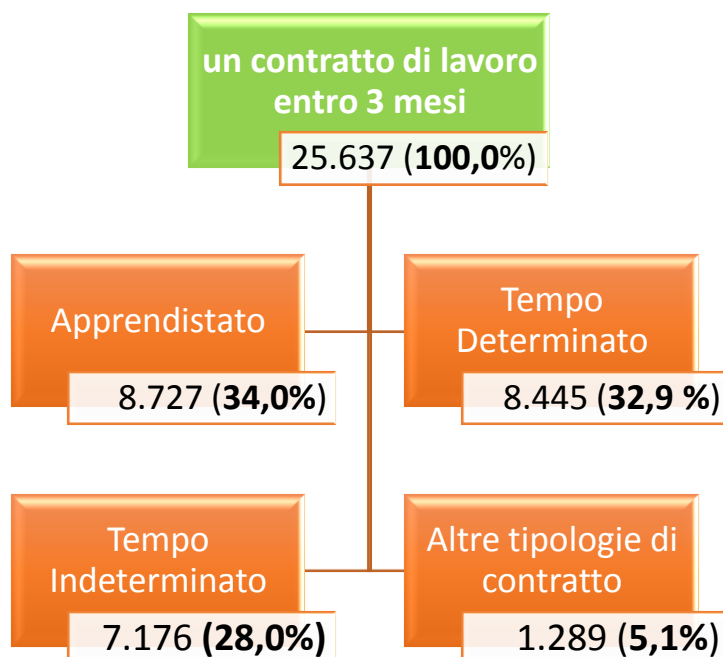 un contratto di lavoro
entro 3 mesi
25.637 (100,0%)
Apprendistato
8.727 (34,0%)
Tempo
Determinato
8.445 (32,9 %)
Tempo
Indeterminato
7.176 (28,0%)
Altre tipologie di
contratto
1.289 (5,1%)